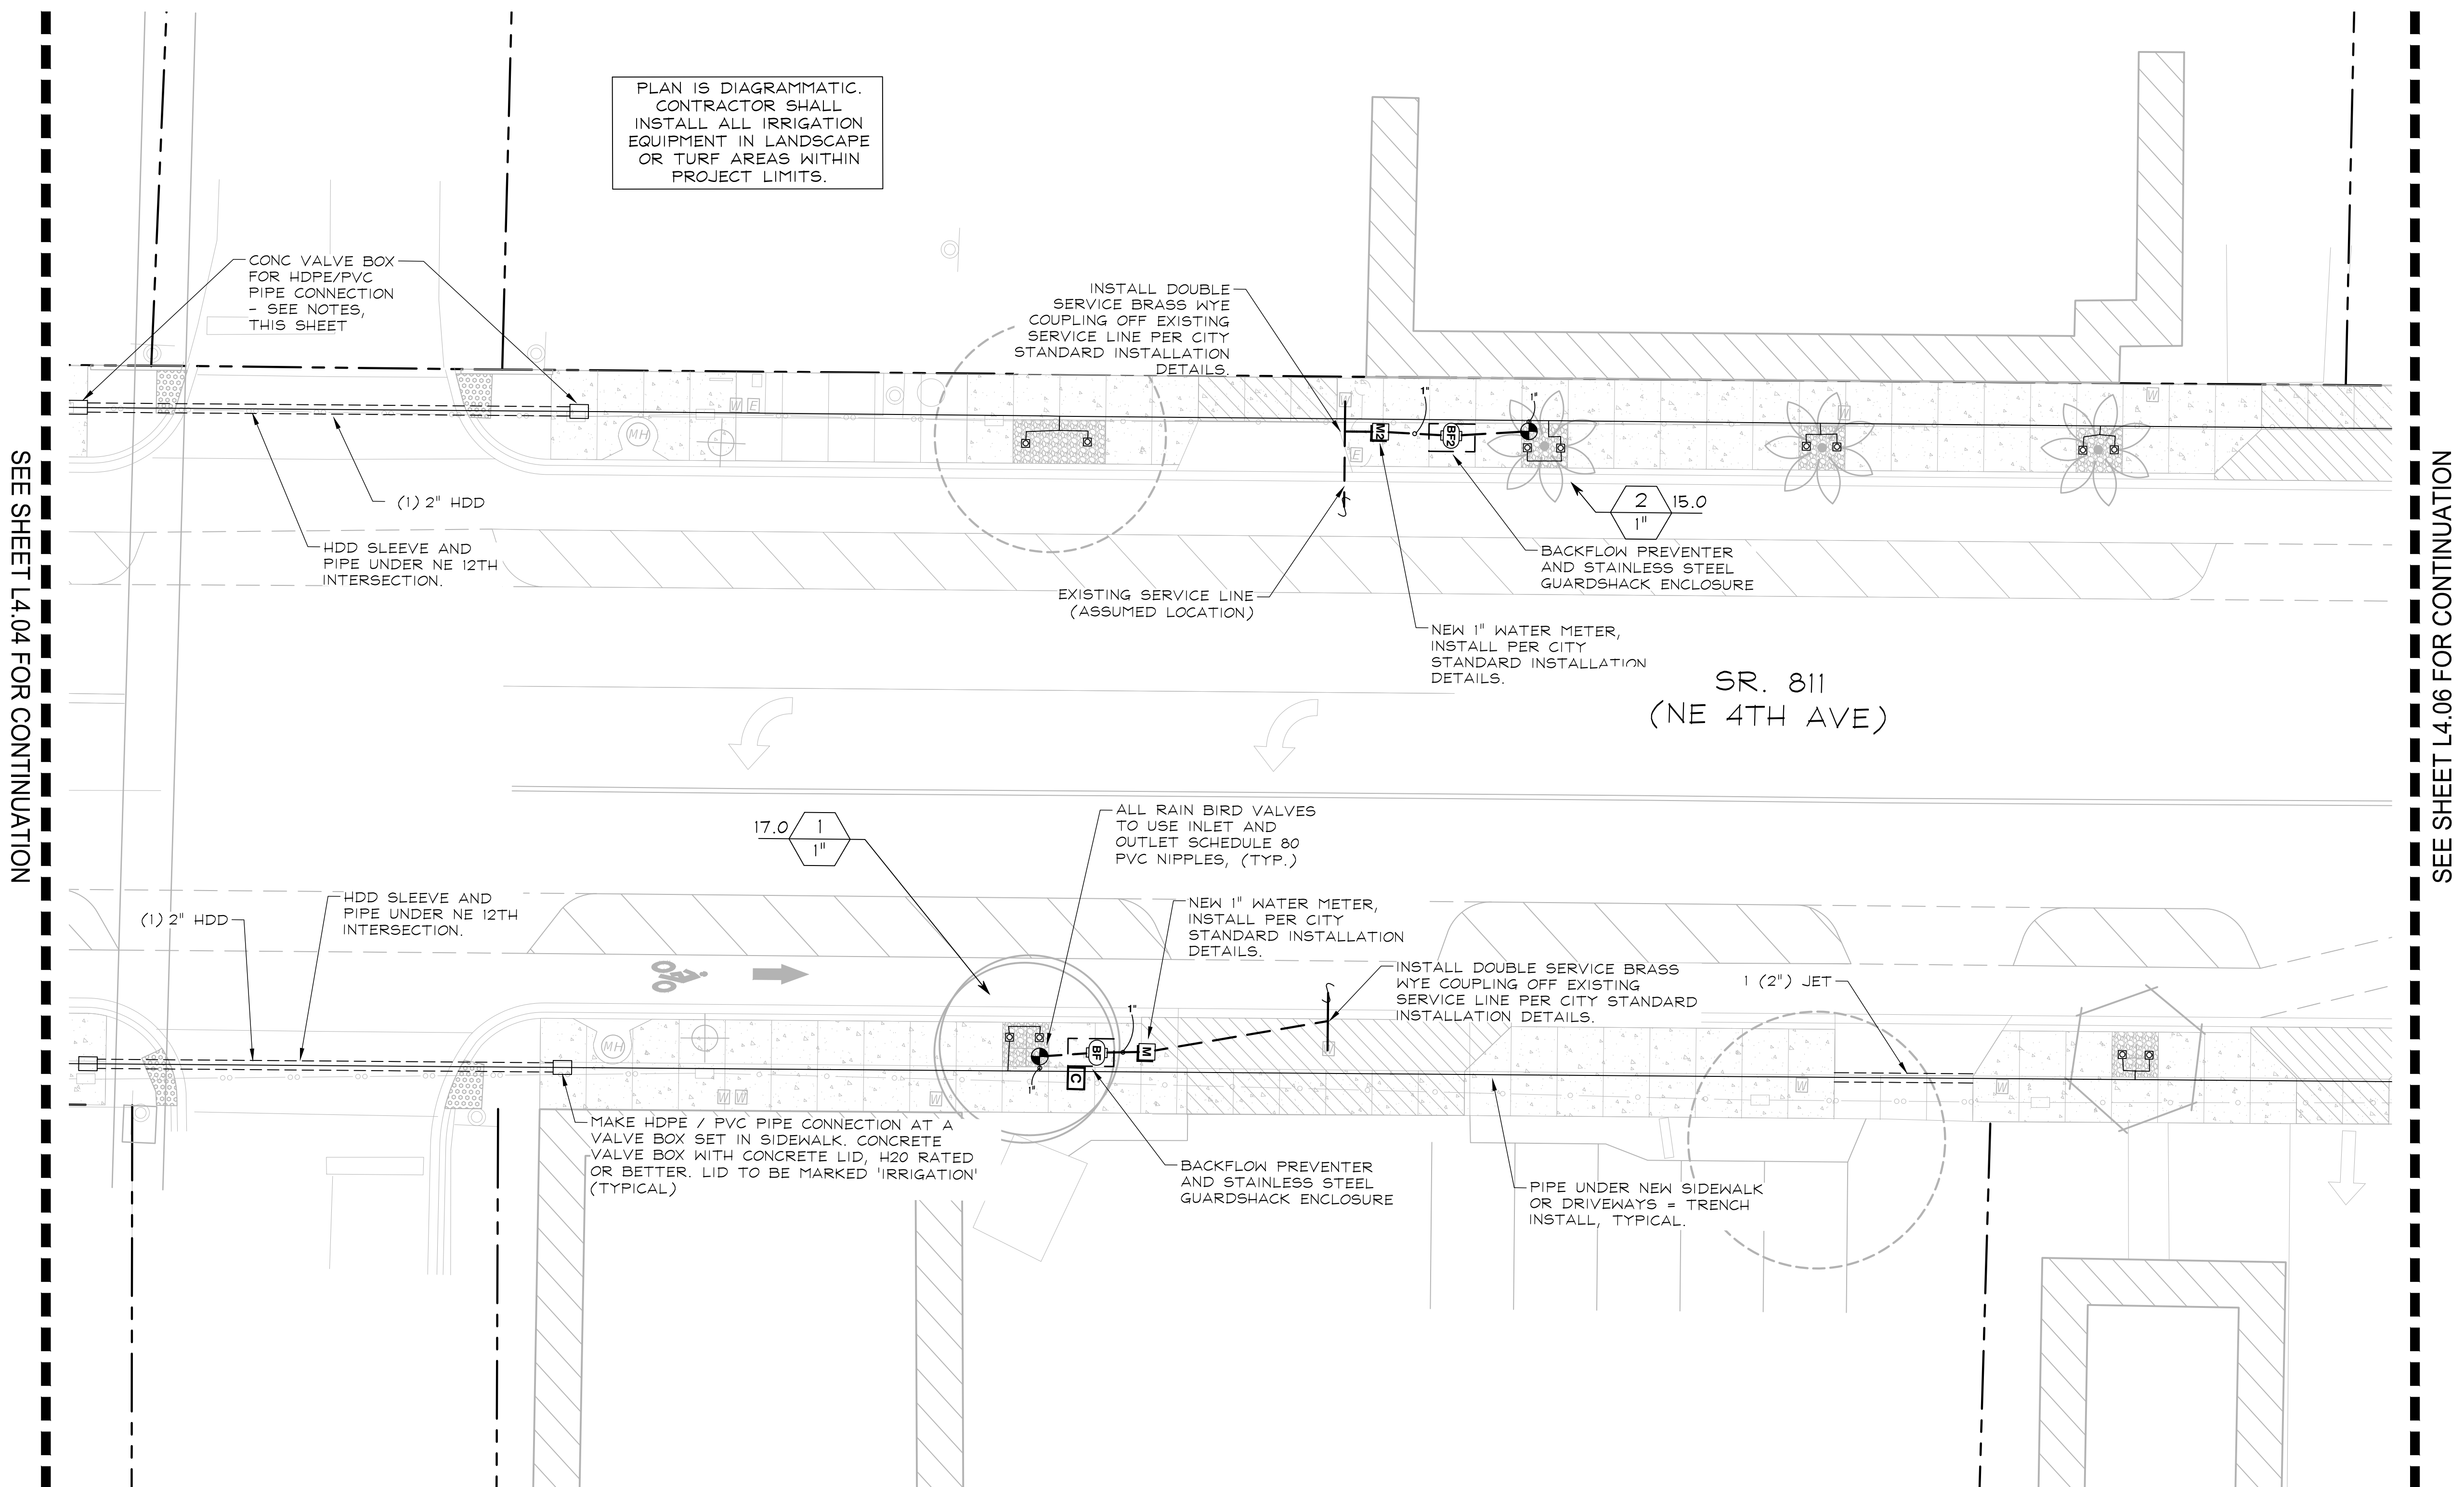 PLAN IS DIAGRAMMATIC.
CONTRACTOR SHALL
INSTALL ALL IRRIGATION
EQUIPMENT IN LANDSCAPE
OR TURF AREAS WITHIN
PROJECT LIMITS.
CONC VALVE BOX
FOR HDPE/PVC
PIPE CONNECTION
- SEE NOTES,
THIS SHEET
INSTALL DOUBLE
SERVICE BRASS WYE
COUPLING OFF EXISTING
SERVICE LINE PER CITY
STANDARD INSTALLATION
DETAILS.
W
E
MH
W
E
M2
1"
BF2
1"
W
W
(1) 2" HDD
HDD SLEEVE AND
PIPE UNDER NE 12TH
INTERSECTION.
2
1"
15.0
BACKFLOW PREVENTER
AND STAINLESS STEEL
GUARDSHACK ENCLOSURE
EXISTING SERVICE LINE
(ASSUMED LOCATION)
NEW 1" WATER METER,
INSTALL PER CITY
STANDARD INSTALLATION
DETAILS.
SR. 811
(NE 4TH AVE)
SEE SHEET L4.04 FOR CONTINUATION
SEE SHEET L4.06 FOR CONTINUATION
17.0
1
1"
ALL RAIN BIRD VALVES
TO USE INLET AND
OUTLET SCHEDULE 80
PVC NIPPLES, (TYP.)
(1) 2" HDD
HDD SLEEVE AND
PIPE UNDER NE 12TH
INTERSECTION.
NEW 1" WATER METER,
INSTALL PER CITY
STANDARD INSTALLATION
DETAILS.
INSTALL DOUBLE SERVICE BRASS
WYE COUPLING OFF EXISTING
SERVICE LINE PER CITY STANDARD
INSTALLATION DETAILS.
1 (2") JET
MH
1"
BF
M
C
1"
W
W
W
W
W
W
MAKE HDPE / PVC PIPE CONNECTION AT A
VALVE BOX SET IN SIDEWALK. CONCRETE
VALVE BOX WITH CONCRETE LID, H20 RATED
OR BETTER. LID TO BE MARKED 'IRRIGATION'
(TYPICAL)
BACKFLOW PREVENTER
AND STAINLESS STEEL
GUARDSHACK ENCLOSURE
PIPE UNDER NEW SIDEWALK
OR DRIVEWAYS = TRENCH
INSTALL, TYPICAL.